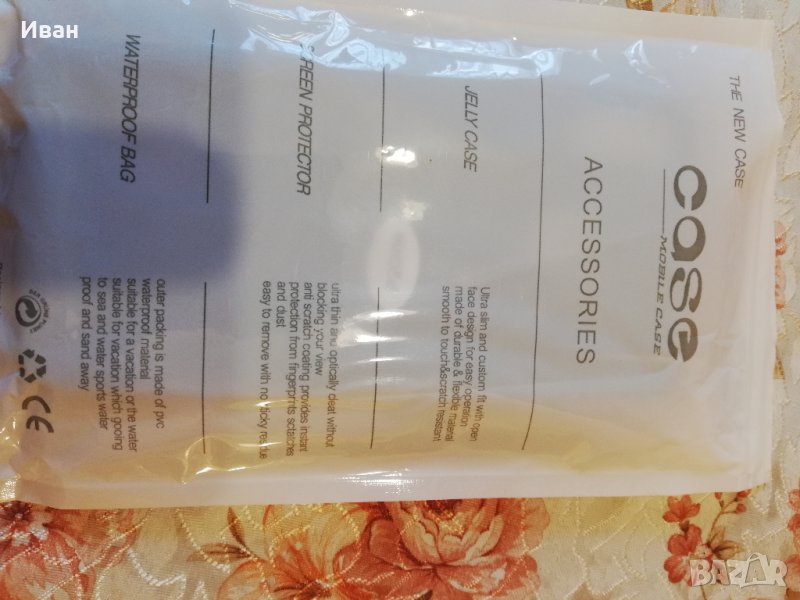 Иван
THE NEW CASE
case
MOBILE CASE
ACCESSORIES
JELLY CASE
Ultra slim and custom fit with open
face design for easy operation
made of durable & flexible material
smooth to touch&scratch resistant
SCREEN PROTECTOR
ultra thin and optically cleat without
blocking your view
anti scratch coating provides instant
protection from fingerprints sctatches
and dust
easy to remove with no sticky residue
WATERPROOF BAG
outer packing is made of pvc
waterproof material
suitable for a vacation or the water
suitable for vacation which gooing
to sea and water sports water
proof and sand away
CE
BAZAR